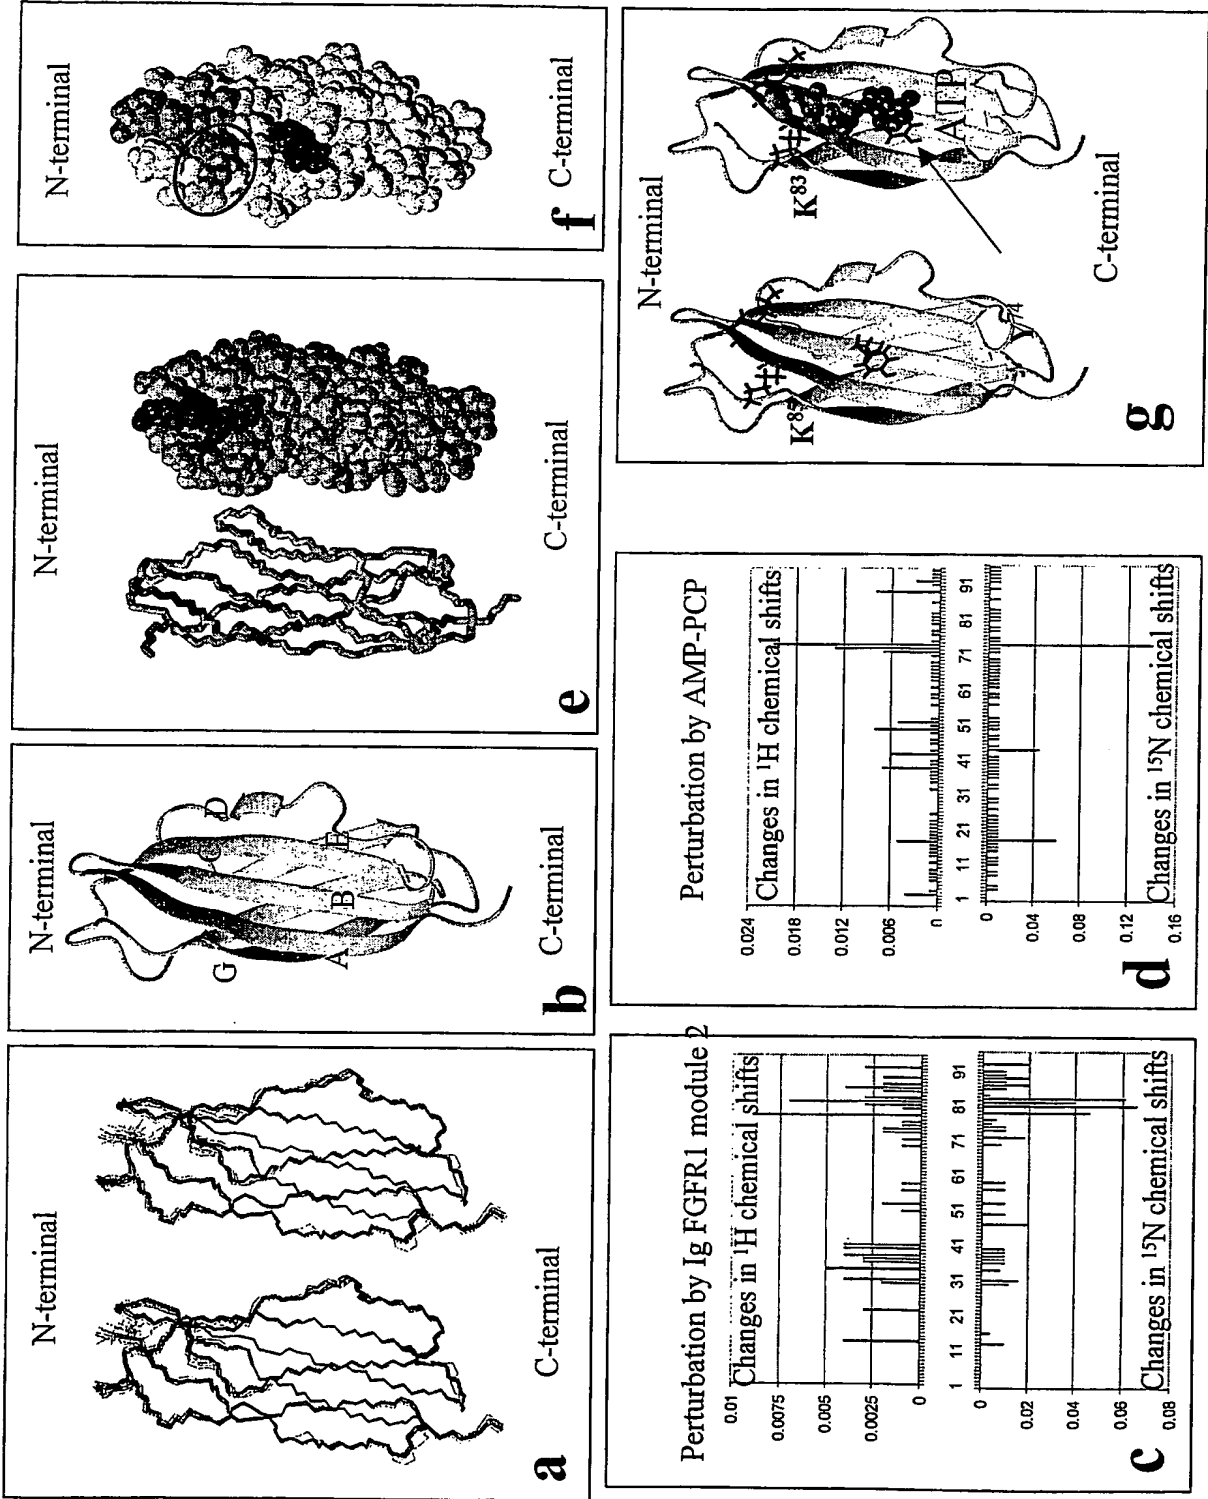 N-terminal
C-terminal
a
N-terminal
G
A
B
C
D
E
C-terminal
b
N-terminal
C-terminal
e
N-terminal
C-terminal
f
Perturbation by Ig FGFR1 module 2
Changes in ¹H chemical shifts
0.01
0.0075
0.005
0.0025
0
1 11 21 31 41 51 61 71 81 91
0
0.02
0.04
0.06
0.08
Changes in ¹⁵N chemical shifts
c
Perturbation by AMP-PCP
Changes in ¹H chemical shifts
0.024
0.018
0.012
0.006
0
1 11 21 31 41 51 61 71 81 91
0
0.04
0.08
0.12
0.16
Changes in ¹⁵N chemical shifts
d
N-terminal
K⁸³
ATP
C-terminal
g